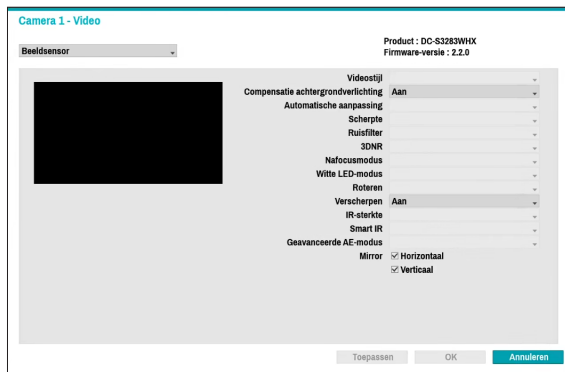 Camera 1 - Video
Beeldsensor
Product : DC-S3283WHX
Firmware-versie : 2.2.0
Videostijl
Compensatie achtergrondverlichting Aan
Automatische aanpassing
Scherpte
Ruisfilter
3DNR
Nafocusmodus
Witte LED-modus
Roteren
Verscherpen Aan
IR-sterkte
Smart IR
Geavanceerde AE-modus
Mirror Horizontaal
Verticaal
Toepassen OK Annuleren